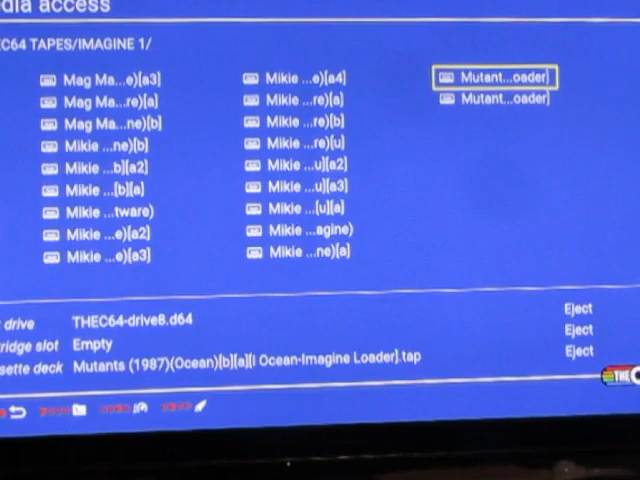 dia access
EC64 TAPES/IMAGINE 1/
Mag Ma...e)[a3]
Mag Ma...re)[a]
Mag Ma...ne)[b]
Mikie ...ne)[b]
Mikie ...b][a2]
Mikie ...[b][a]
Mikie ...tware)
Mikie ...e)[a2]
Mikie ...e)[a3]
Mikie ...e)[a4]
Mikie ...re)[a]
Mikie ...re)[b]
Mikie ...re)[u]
Mikie ...u][a2]
Mikie ...u][a3]
Mikie ...[u][a]
Mikie ...agine)
Mikie ...ne)[a]
Mutant...oader]
Mutant...oader]
drive THEC64-drive8.d64 Eject
ridge slot Empty Eject
sette deck Mutants (1987)(Ocean)[b][a][I Ocean-Imagine Loader].tap Eject
THE